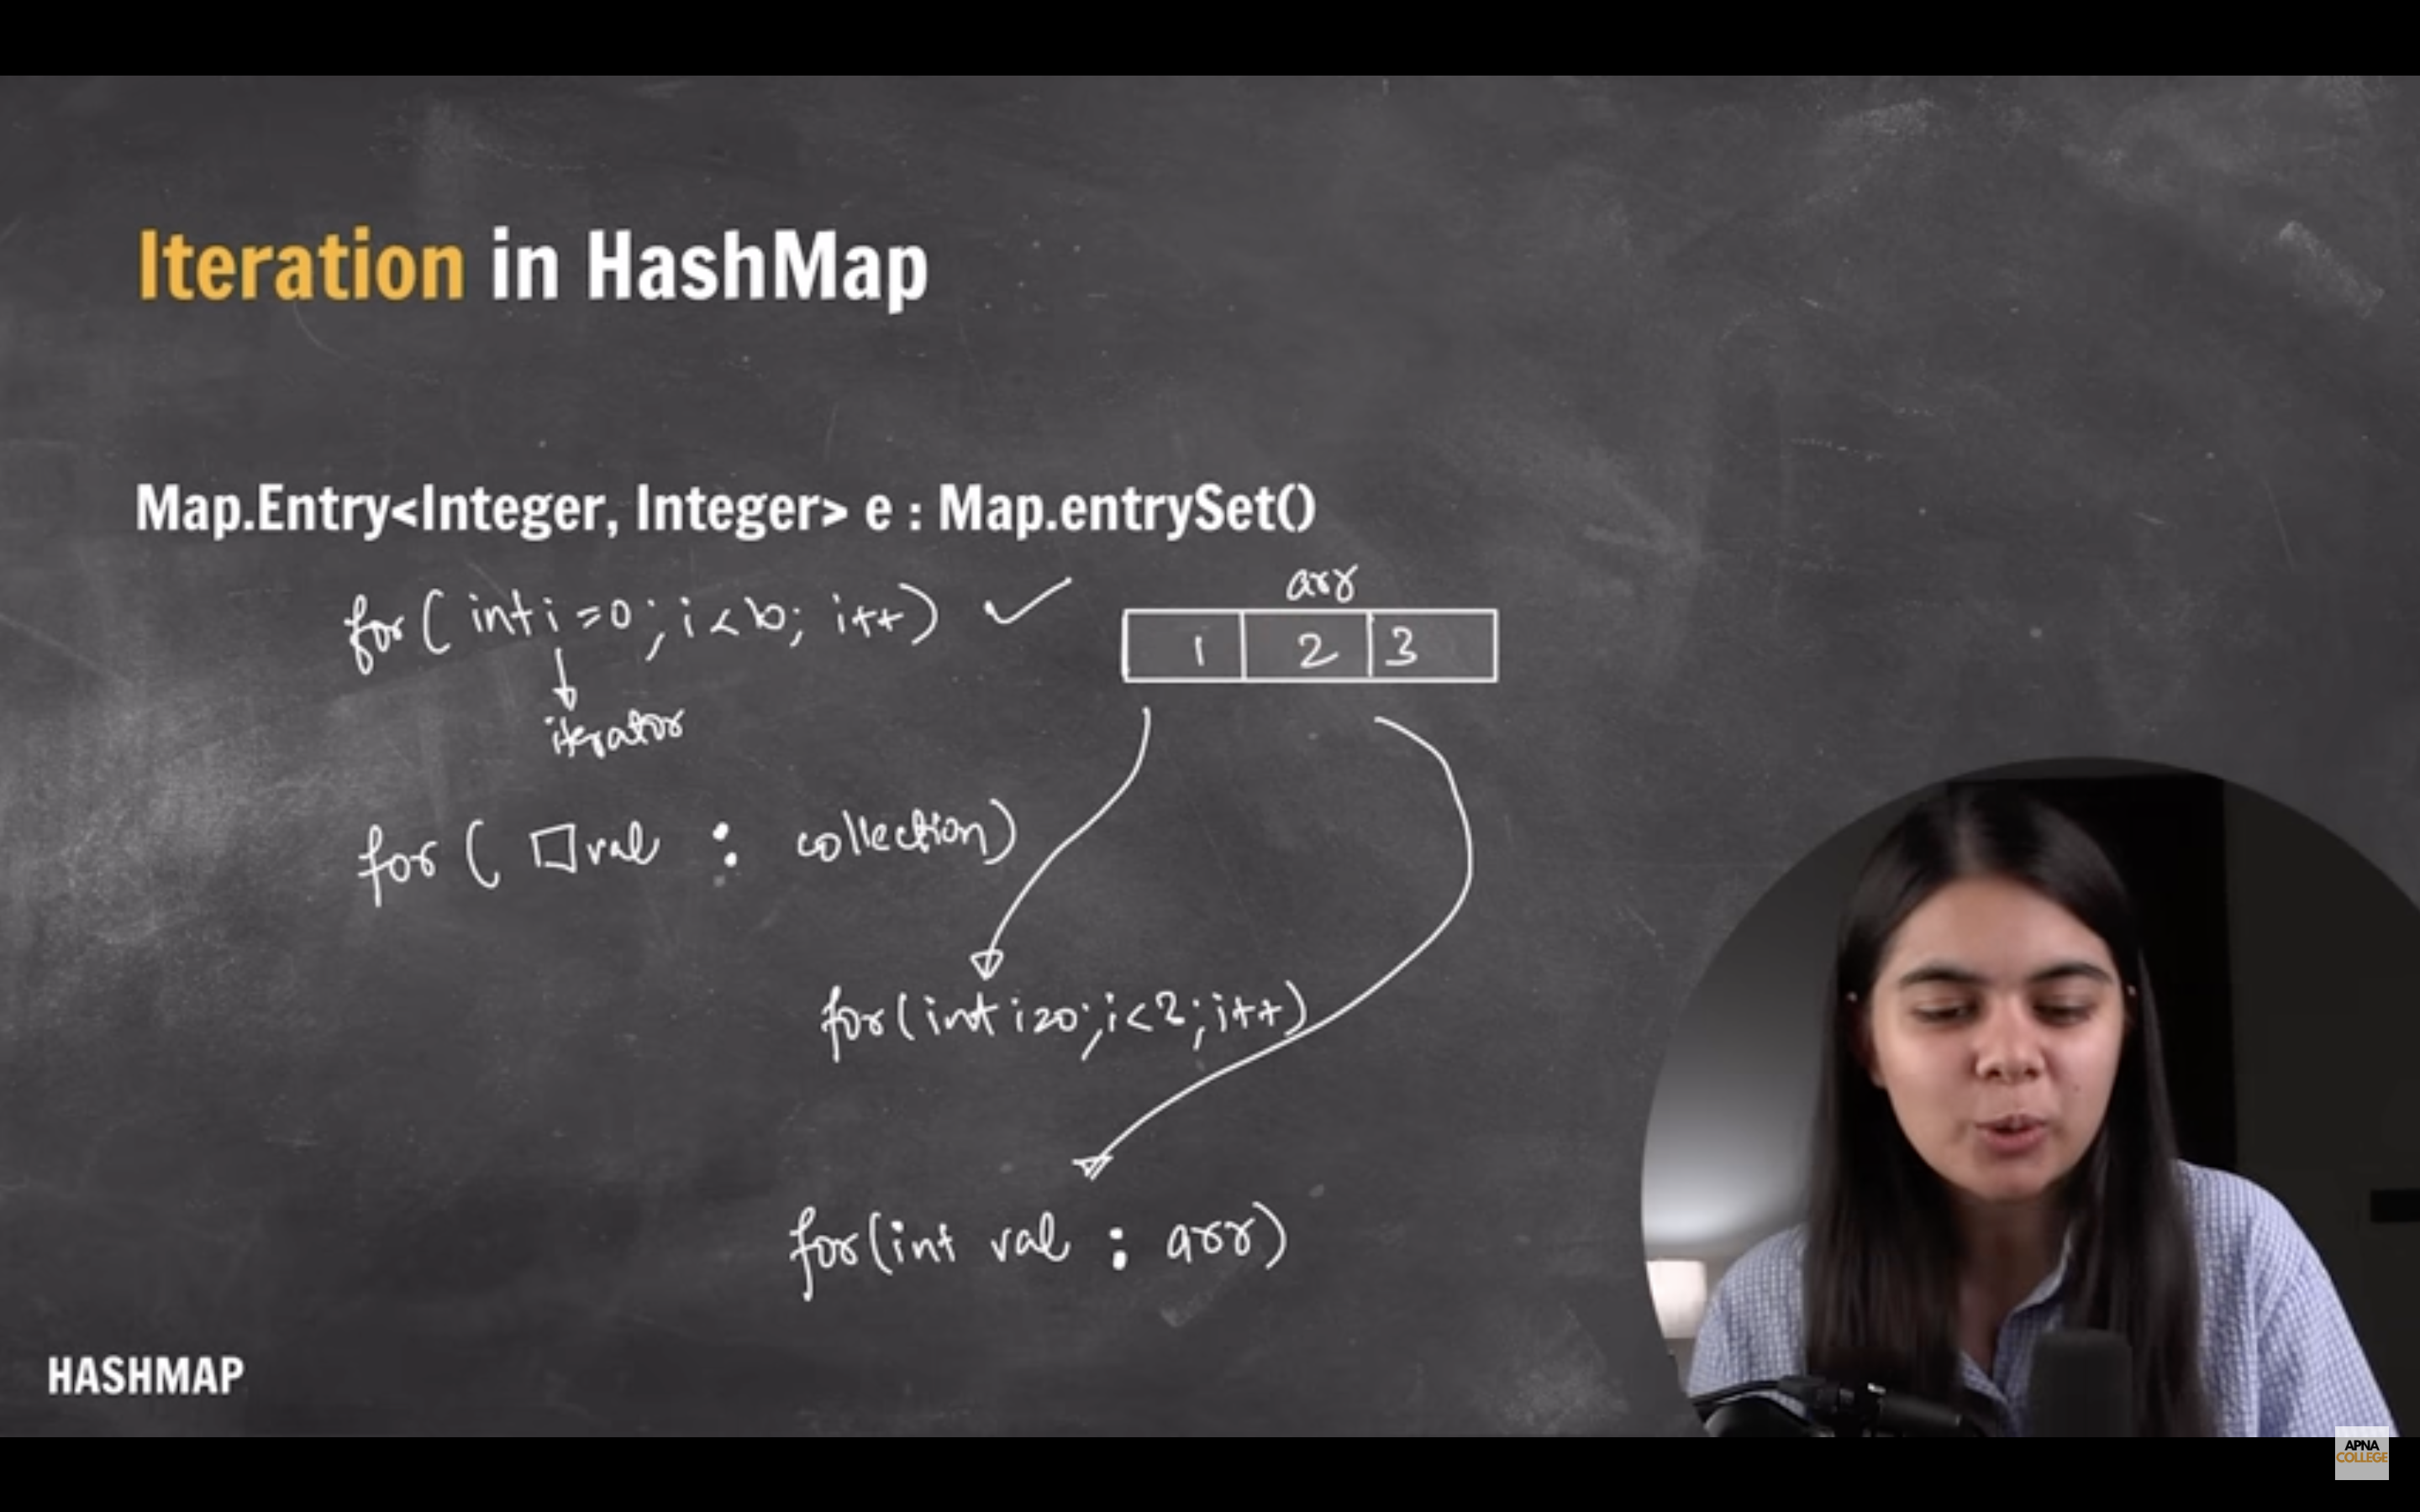 Iteration in HashMap
Map.Entry<Integer, Integer> e : Map.entrySet()
for( int i = 0 ; i < 10; i++) ✓
iterator
arr
1 2 3
for( □ val : collection)
for(int i=0; i<2; i++)
for(int val : arr)
HASHMAP
APNA
COLLEGE